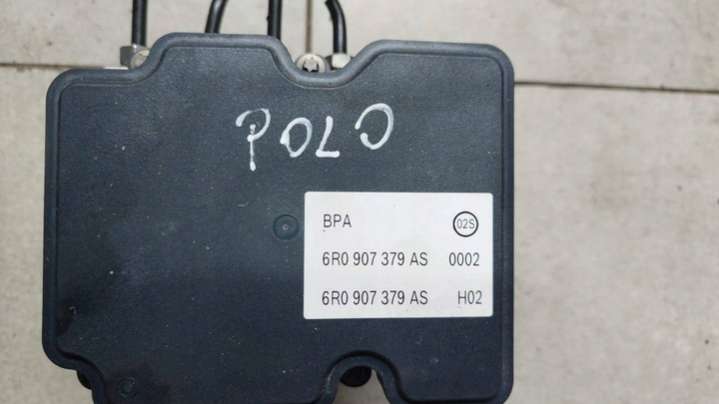 POLO
BPA 02S
6R0 907 379 AS 0002
6R0 907 379 AS H02